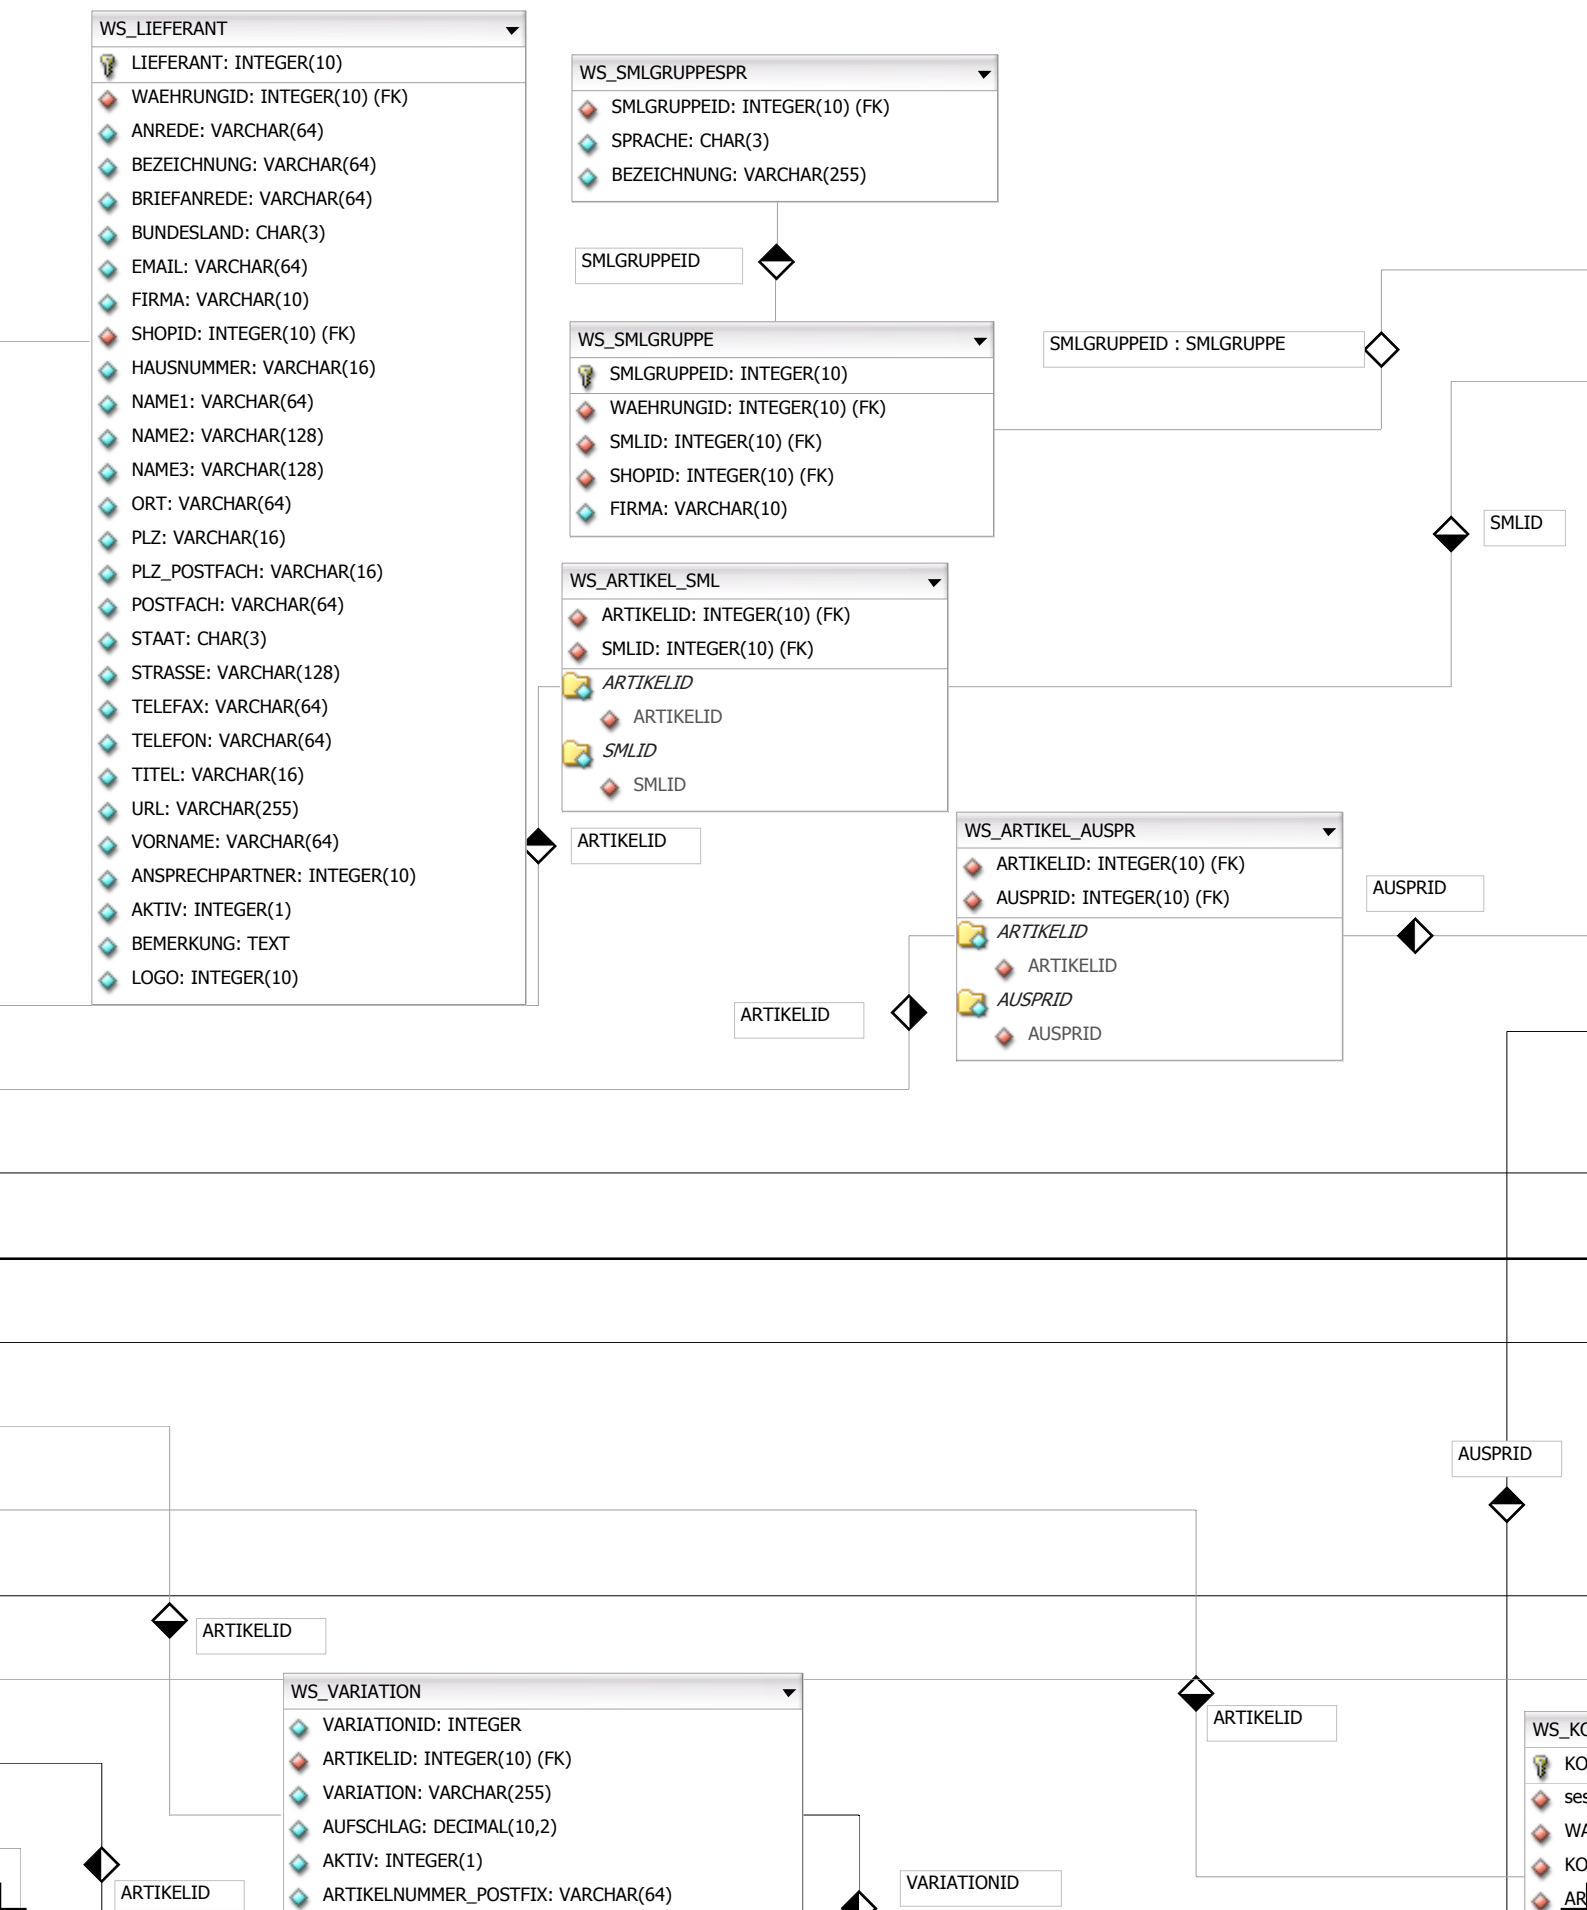 WS_LIEFERANT
LIEFERANT: INTEGER(10)
WAEHRUNGID: INTEGER(10) (FK)
ANREDE: VARCHAR(64)
BEZEICHNUNG: VARCHAR(64)
BRIEFANREDE: VARCHAR(64)
BUNDESLAND: CHAR(3)
EMAIL: VARCHAR(64)
FIRMA: VARCHAR(10)
SHOPID: INTEGER(10) (FK)
HAUSNUMMER: VARCHAR(16)
NAME1: VARCHAR(64)
NAME2: VARCHAR(128)
NAME3: VARCHAR(128)
ORT: VARCHAR(64)
PLZ: VARCHAR(16)
PLZ_POSTFACH: VARCHAR(16)
POSTFACH: VARCHAR(64)
STAAT: CHAR(3)
STRASSE: VARCHAR(128)
TELEFAX: VARCHAR(64)
TELEFON: VARCHAR(64)
TITEL: VARCHAR(16)
URL: VARCHAR(255)
VORNAME: VARCHAR(64)
ANSPRECHPARTNER: INTEGER(10)
AKTIV: INTEGER(1)
BEMERKUNG: TEXT
LOGO: INTEGER(10)
WS_SMLGRUPPESPR
SMLGRUPPEID: INTEGER(10) (FK)
SPRACHE: CHAR(3)
BEZEICHNUNG: VARCHAR(255)
SMLGRUPPEID
WS_SMLGRUPPE
SMLGRUPPEID: INTEGER(10)
WAEHRUNGID: INTEGER(10) (FK)
SMLID: INTEGER(10) (FK)
SHOPID: INTEGER(10) (FK)
FIRMA: VARCHAR(10)
SMLGRUPPEID : SMLGRUPPE
SMLID
WS_ARTIKEL_SML
ARTIKELID: INTEGER(10) (FK)
SMLID: INTEGER(10) (FK)
ARTIKELID
ARTIKELID
SMLID
SMLID
ARTIKELID
WS_ARTIKEL_AUSPR
ARTIKELID: INTEGER(10) (FK)
AUSPRID: INTEGER(10) (FK)
ARTIKELID
ARTIKELID
AUSPRID
AUSPRID
AUSPRID
ARTIKELID
AUSPRID
ARTIKELID
WS_VARIATION
VARIATIONID: INTEGER
ARTIKELID: INTEGER(10) (FK)
VARIATION: VARCHAR(255)
AUFSCHLAG: DECIMAL(10,2)
AKTIV: INTEGER(1)
ARTIKELNUMMER_POSTFIX: VARCHAR(64)
ARTIKELID
VARIATIONID
ARTIKELID
WS_KO
KO
ses
WA
KO
AR